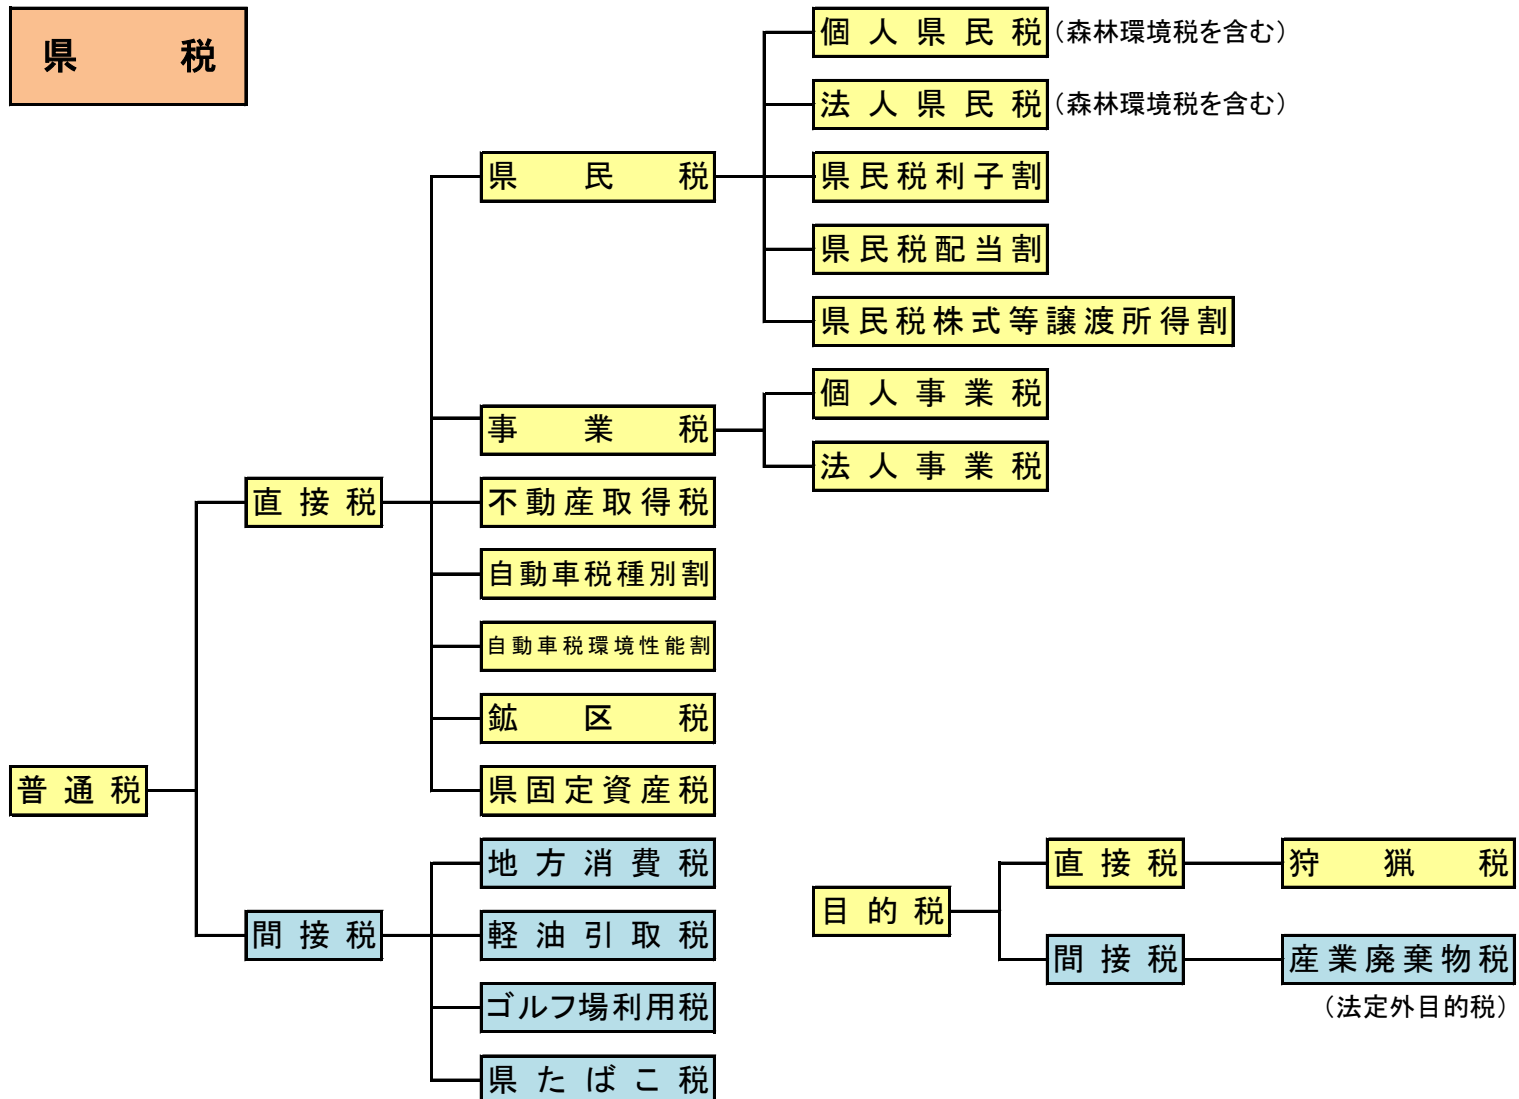 県税
個人県民税
（森林環境税を含む）
法人県民税
（森林環境税を含む）
県民税
県民税利子割
県民税配当割
県民税株式等譲渡所得割
個人事業税
事業税
法人事業税
直接税
不動産取得税
自動車税種別割
自動車税環境性能割
鉱区税
普通税
県固定資産税
地方消費税
間接税
軽油引取税
ゴルフ場利用税
県たばこ税
目的税
直接税
狩猟税
間接税
産業廃棄物税
（法定外目的税）